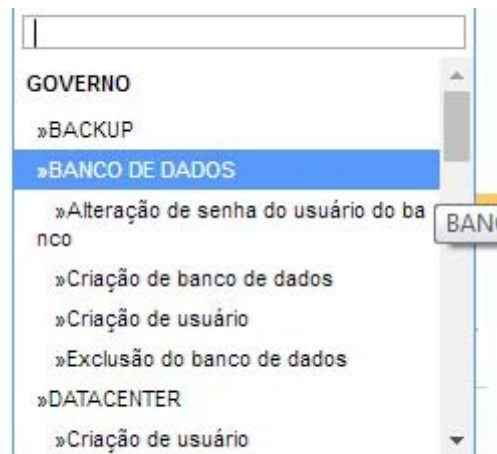 GOVERNO
»BACKUP
»BANCO DE DADOS
»Alteração de senha do usuário do ba
nco
BANC
»Criação de banco de dados
»Criação de usuário
»Exclusão do banco de dados
»DATACENTER
»Criação de usuário